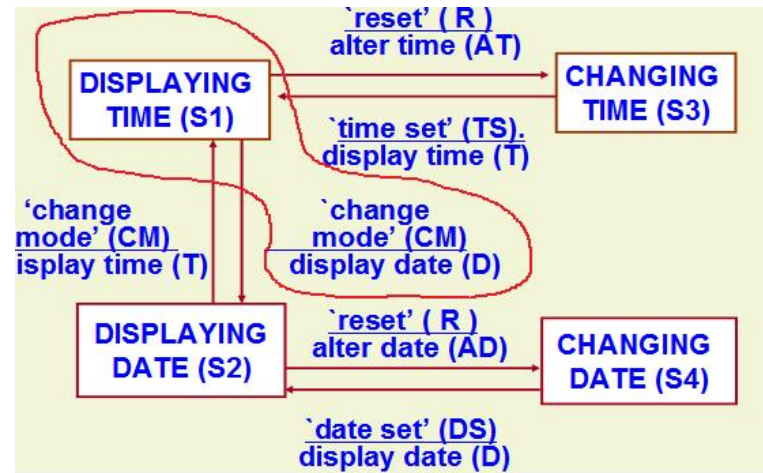 `reset' ( R )
alter time (AT)
DISPLAYING
TIME (S1)
CHANGING
TIME (S3)
`time set' (TS).
display time (T)
‘change
mode’ (CM)
isplay time (T)
`change
mode' (CM)
display date (D)
DISPLAYING
DATE (S2)
`reset' ( R )
alter date (AD)
CHANGING
DATE (S4)
`date set' (DS)
display date (D)